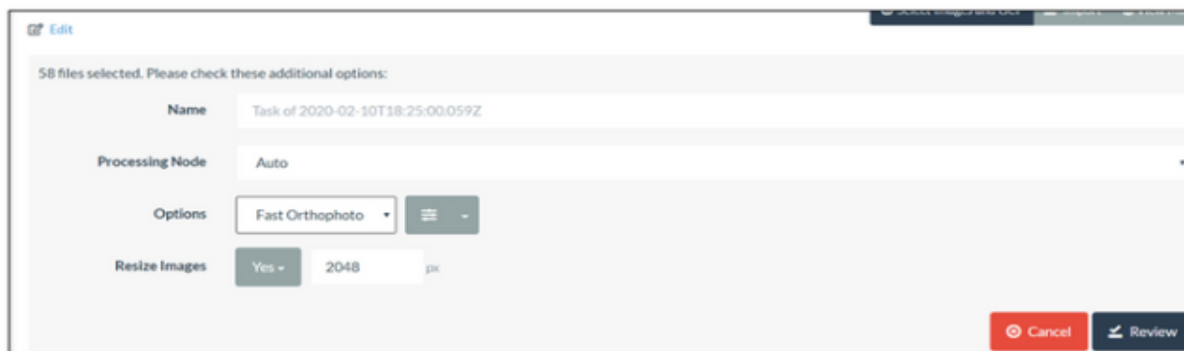 Edit
58 files selected. Please check these additional options:
Name Task of 2020-02-10T18:25:00.059Z
Processing Node Auto
Options Fast Orthophoto
Resize Images Yes 2048 px
Cancel Review